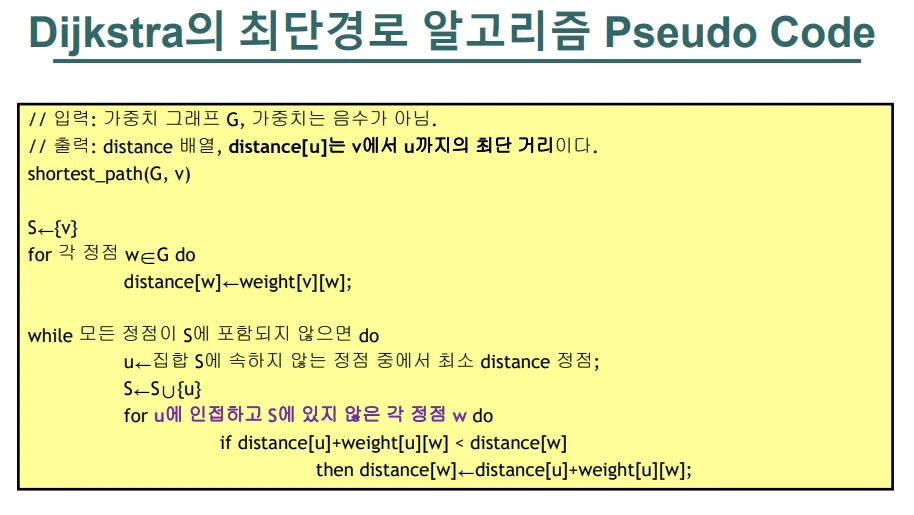 Dijkstra의 최단경로 알고리즘 Pseudo Code
// 입력: 가중치 그래프 G, 가중치는 음수가 아님.
// 출력: distance 배열, distance[u]는 v에서 u까지의 최단 거리이다.
shortest_path(G, v)
S←{v}
for 각 정점 w∈G do
distance[w]←weight[v][w];
while 모든 정점이 S에 포함되지 않으면 do
u←집합 S에 속하지 않는 정점 중에서 최소 distance 정점;
S←S∪{u}
for u에 인접하고 S에 있지 않은 각 정점 w do
if distance[u]+weight[u][w] < distance[w]
then distance[w]←distance[u]+weight[u][w];